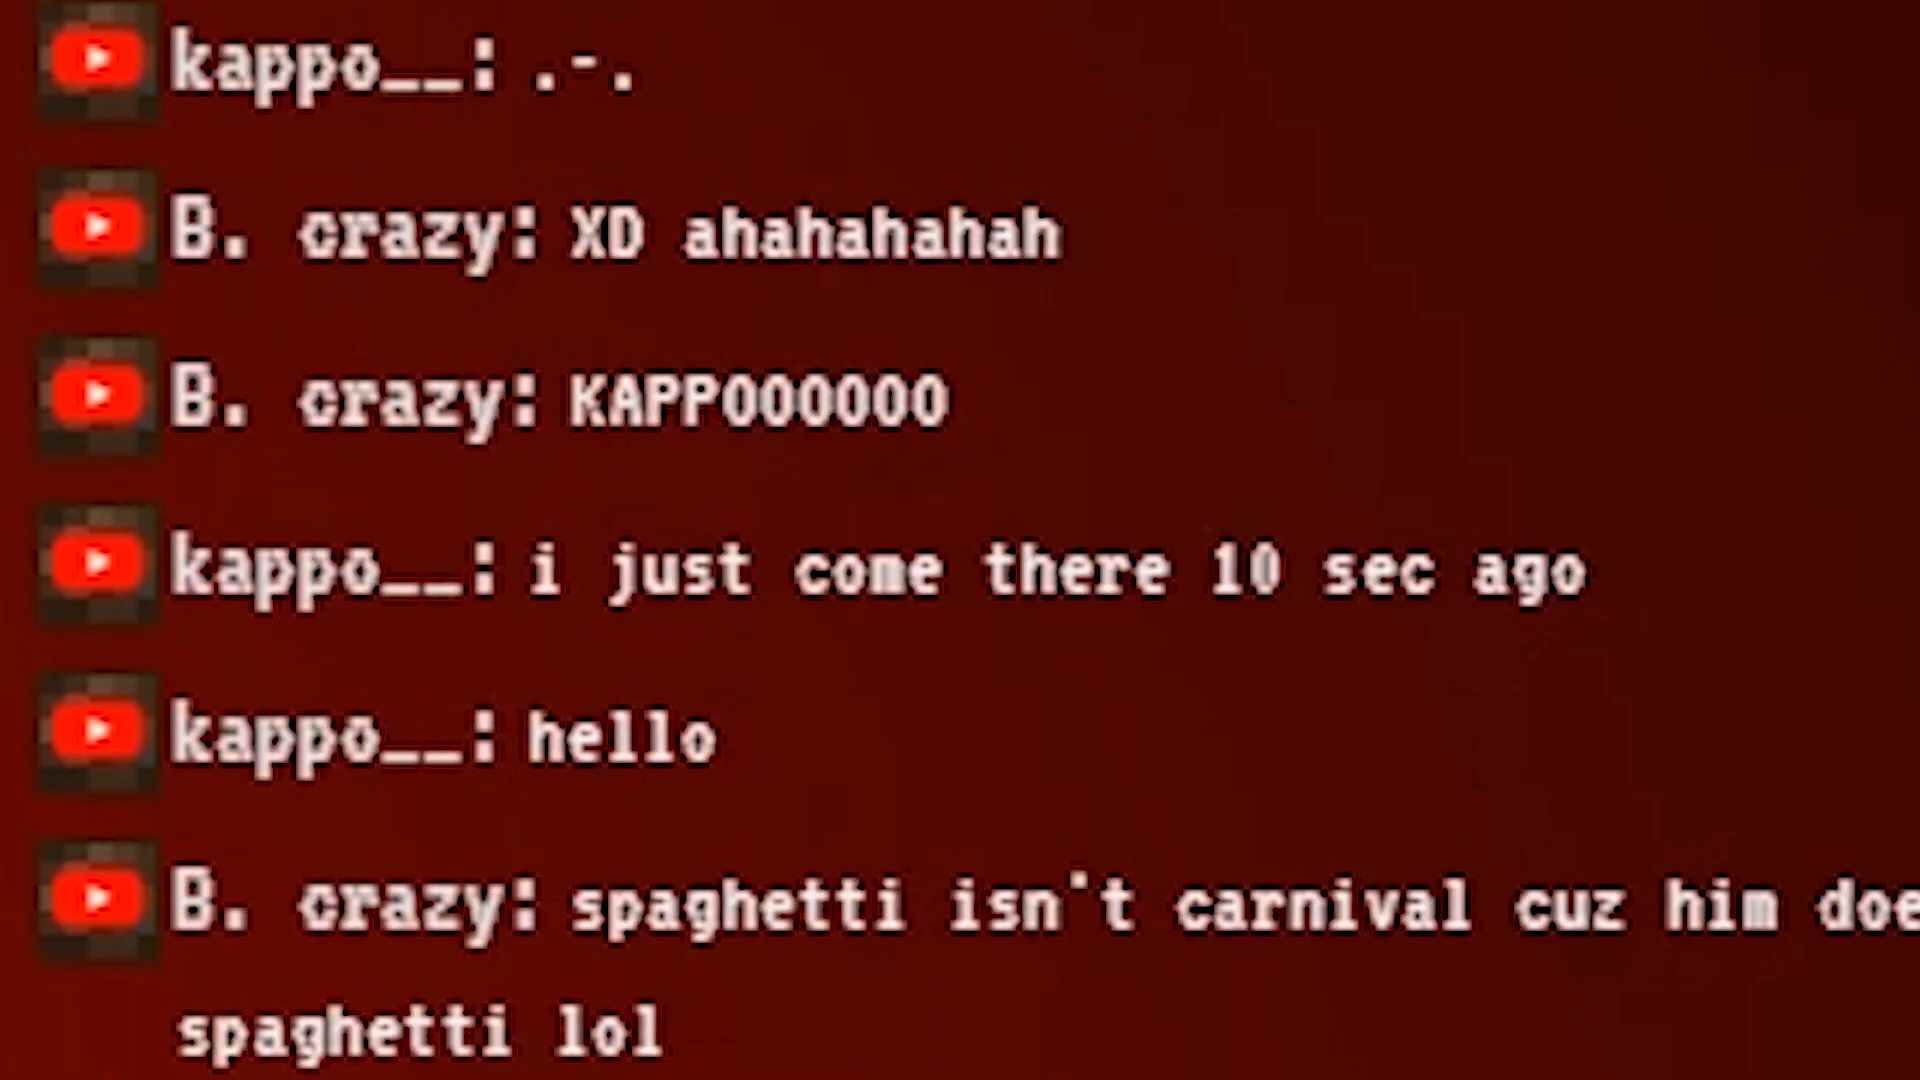 kappo__: .-.
B. crazy: XD ahahahahah
B. crazy: KAPPOOOOOO
kappo__: i just come there 10 sec ago
kappo__: hello
B. crazy: spaghetti isn't carnival cuz him
spaghetti lol